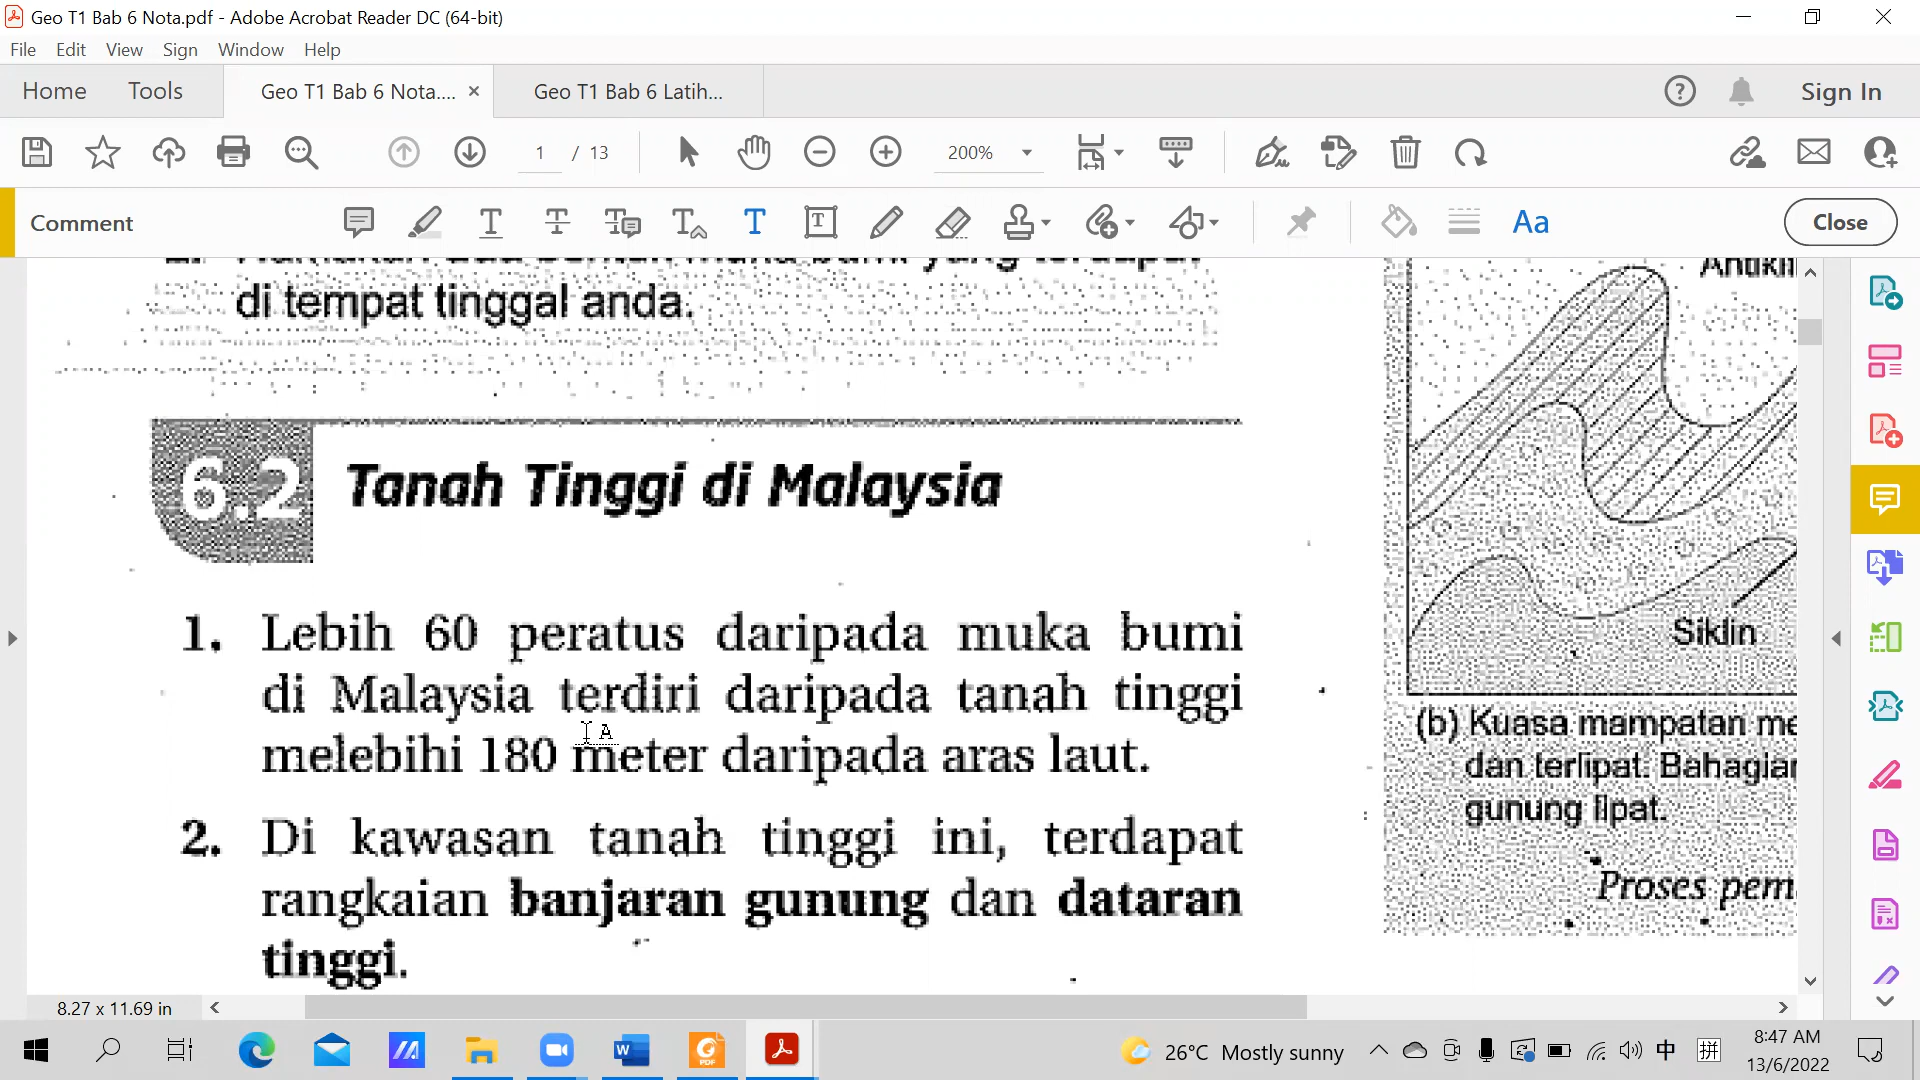 Geo T1 Bab 6 Nota.pdf - Adobe Acrobat Reader DC (64-bit)
File Edit View Sign Window Help
Home Tools Geo T1 Bab 6 Nota.... × Geo T1 Bab 6 Latih... Sign In
1 / 13 200%
Comment Close
di tempat tinggal anda.
6.2 Tanah Tinggi di Malaysia
1. Lebih 60 peratus daripada muka bumi
di Malaysia terdiri daripada tanah tinggi
melebihi 180 meter daripada aras laut.
2. Di kawasan tanah tinggi ini, terdapat
rangkaian banjaran gunung dan dataran
tinggi.
Siklin
(b) Kuasa mampatan me
dan terlipat. Bahagian
gunung lipat.
Proses pem
8.27 x 11.69 in
26°C Mostly sunny 中 拼 8:47 AM
13/6/2022